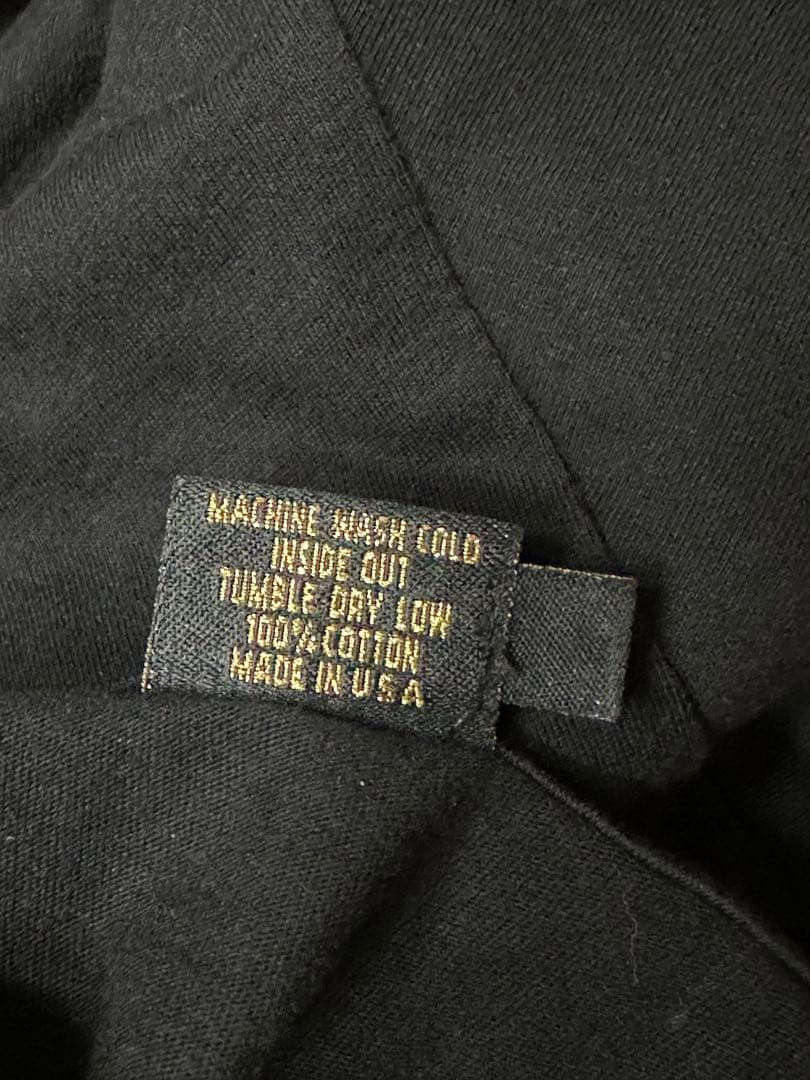 MACHINE WASH COLD
INSIDE OUT
TUMBLE DRY LOW
100% COTTON
MADE IN U S A